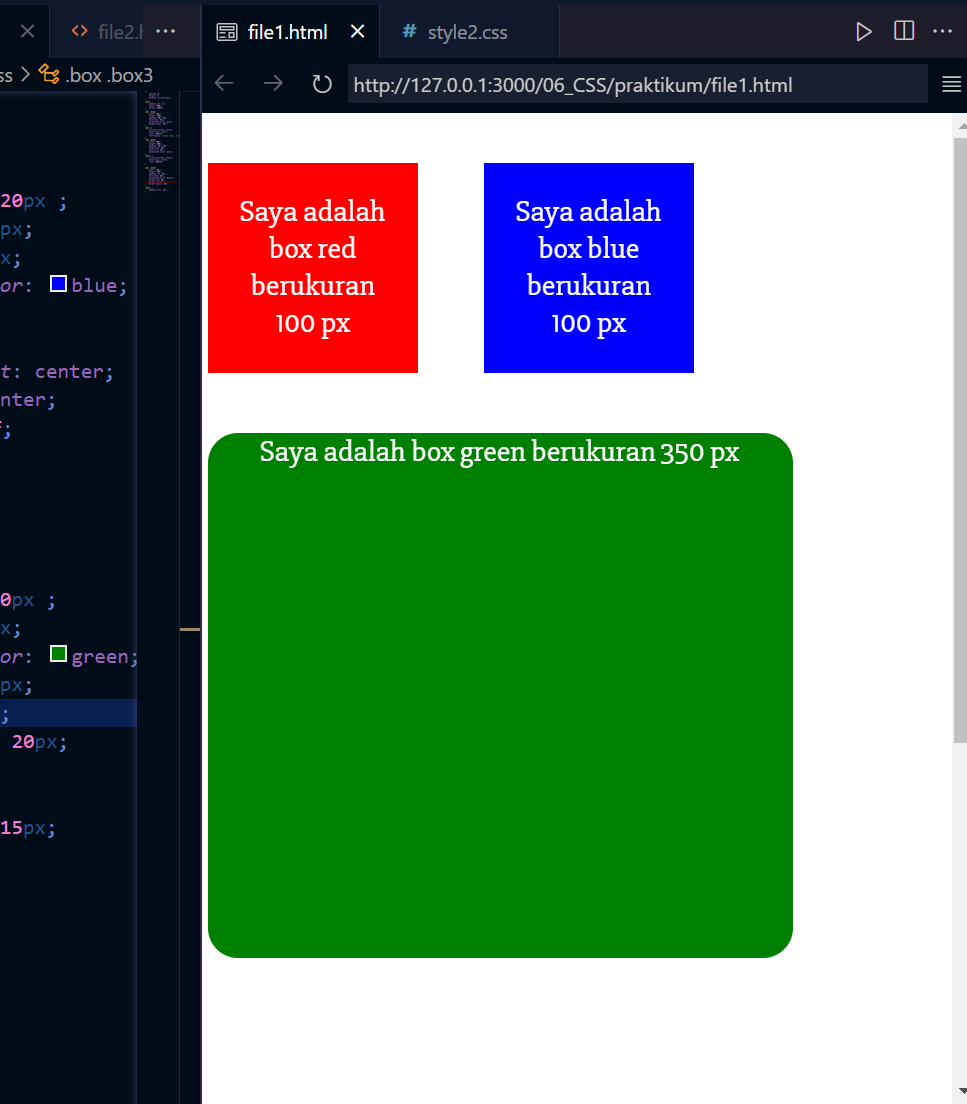 file2.h
...
file1.html
style2.css
...
ss > .box .box3
http://127.0.0.1:3000/06_CSS/praktikum/file1.html
20px ;
px;
x;
or: blue;
t: center;
nter;
;
0px ;
x;
or: green;
px;
;
20px;
15px;
Saya adalah
box red
berukuran
100 px
Saya adalah
box blue
berukuran
100 px
Saya adalah box green berukuran 350 px